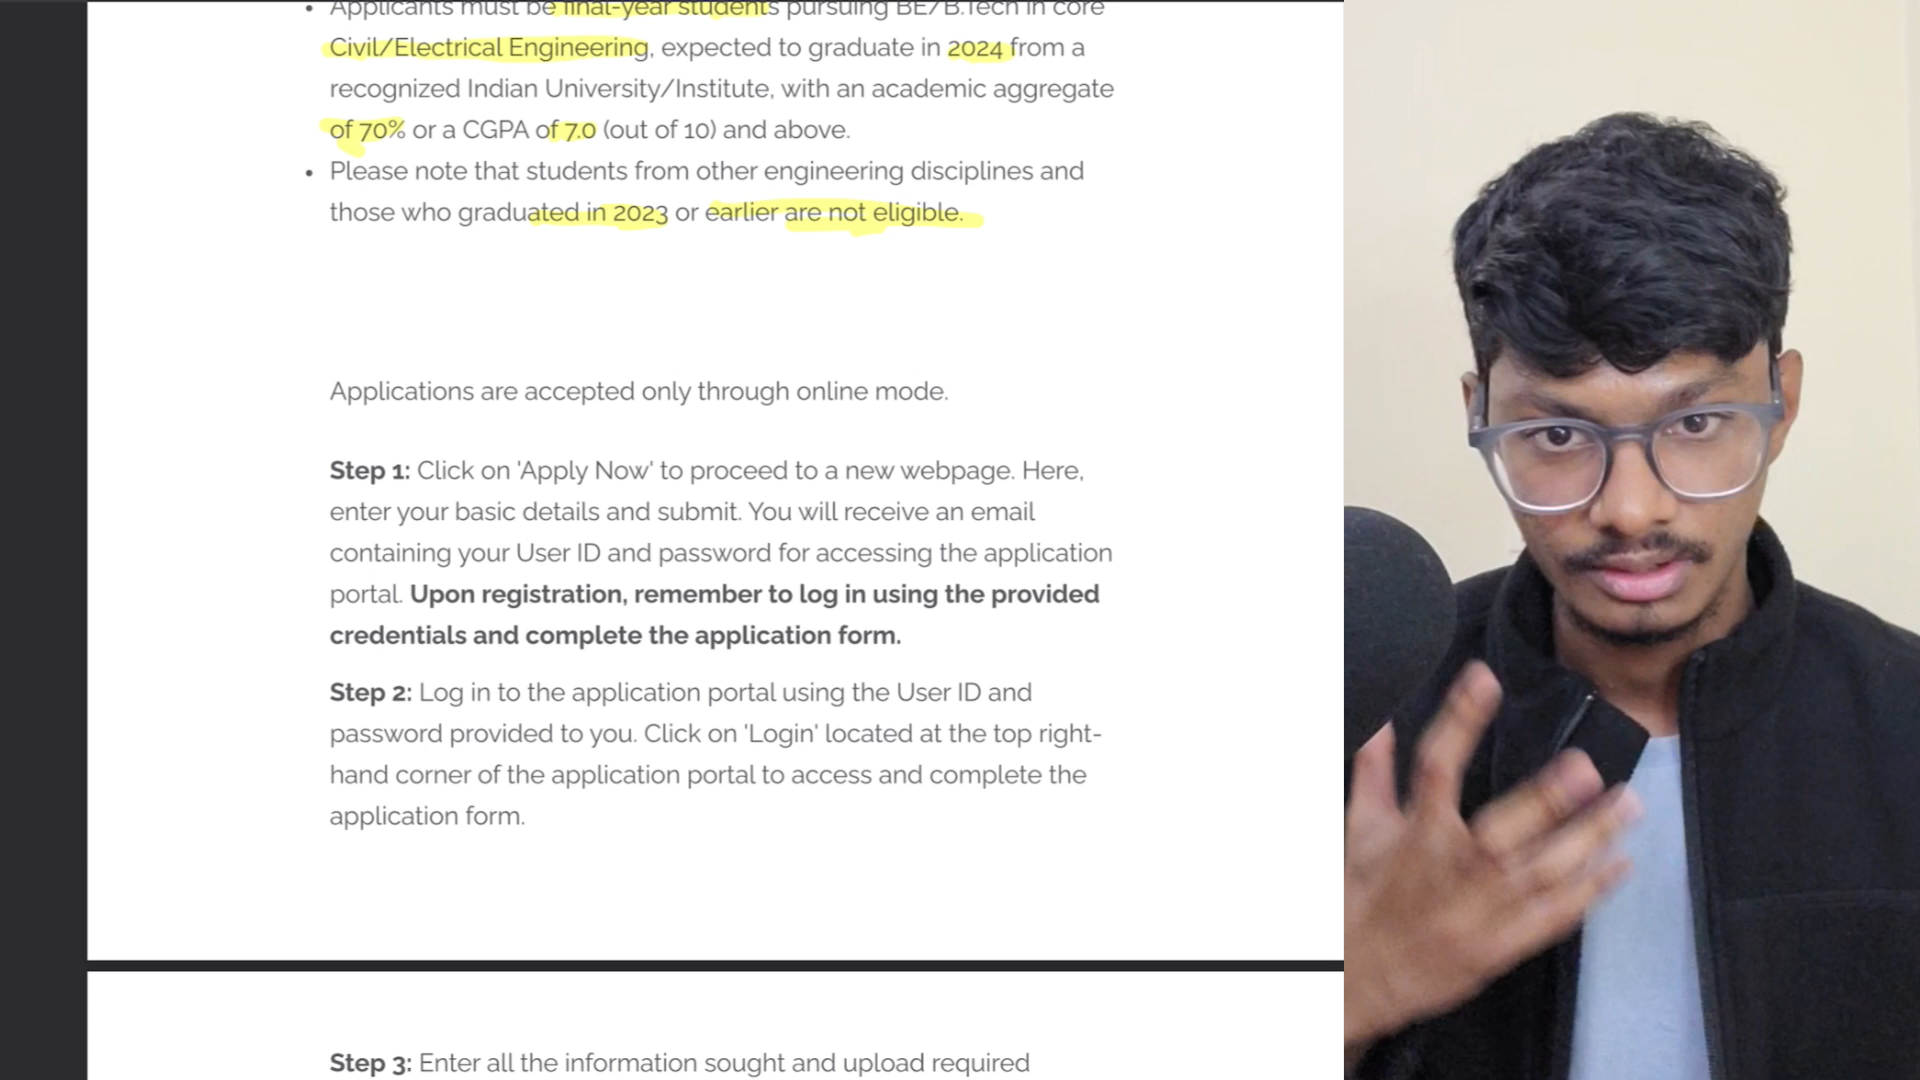 • Applicants must be final-year students pursuing BE/B.Tech in core
Civil/Electrical Engineering, expected to graduate in 2024 from a
recognized Indian University/Institute, with an academic aggregate
of 70% or a CGPA of 7.0 (out of 10) and above.
• Please note that students from other engineering disciplines and
those who graduated in 2023 or earlier are not eligible.
Applications are accepted only through online mode.
Step 1: Click on 'Apply Now' to proceed to a new webpage. Here,
enter your basic details and submit. You will receive an email
containing your User ID and password for accessing the application
portal. Upon registration, remember to log in using the provided
credentials and complete the application form.
Step 2: Log in to the application portal using the User ID and
password provided to you. Click on 'Login' located at the top right-
hand corner of the application portal to access and complete the
application form.
Step 3: Enter all the information sought and upload required